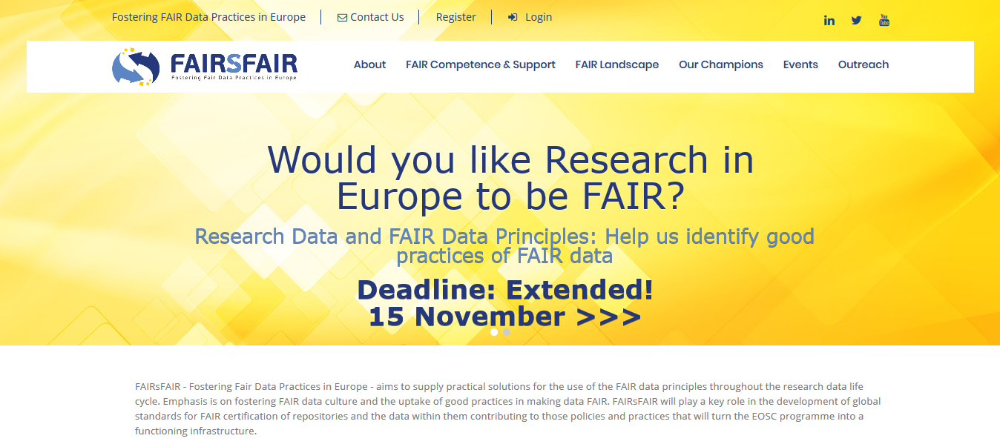 Fostering FAIR Data Practices in Europe
Contact Us
Register
Login
You Tube
FAIRSFAIR
Fostering Fair Data Practices in Europe
About
FAIR Competence & Support
FAIR Landscape
Our Champions
Events
Outreach
Would you like Research in
Europe to be FAIR?
Research Data and FAIR Data Principles: Help us identify good
practices of FAIR data
Deadline: Extended!
15 November >>>
FAIRsFAIR - Fostering Fair Data Practices in Europe - aims to supply practical solutions for the use of the FAIR data principles throughout the research data life
cycle. Emphasis is on fostering FAIR data culture and the uptake of good practices in making data FAIR. FAIRsFAIR will play a key role in the development of global
standards for FAIR certification of repositories and the data within them contributing to those policies and practices that will turn the EOSC programme into a
functioning infrastructure.